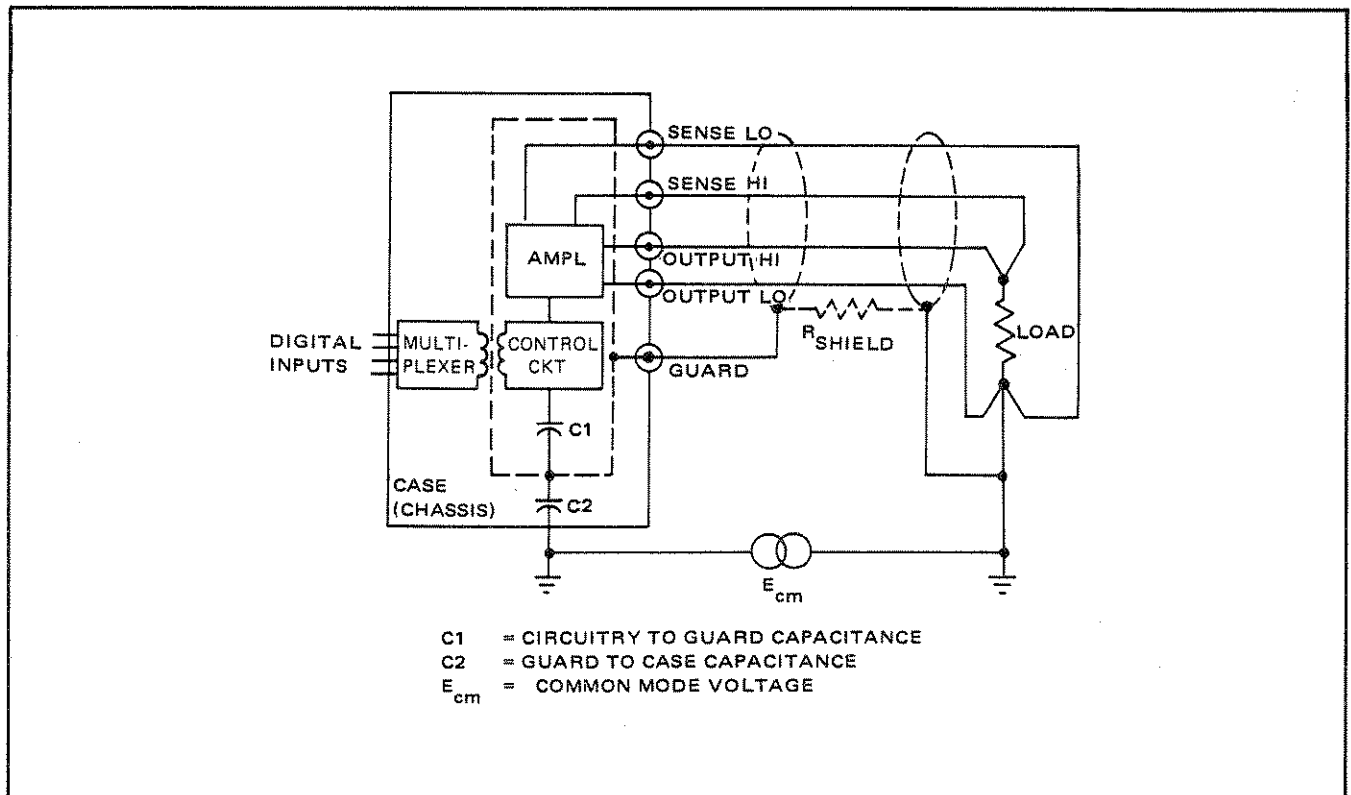 SENSE LO
SENSE HI
AMPL
OUTPUT HI
OUTPUT LO
DIGITAL
INPUTS
MULTI-
PLEXER
CONTROL
CKT
GUARD
R SHIELD
LOAD
C1
CASE
(CHASSIS)
C2
E cm
C1 = CIRCUITRY TO GUARD CAPACITANCE
C2 = GUARD TO CASE CAPACITANCE
E cm = COMMON MODE VOLTAGE